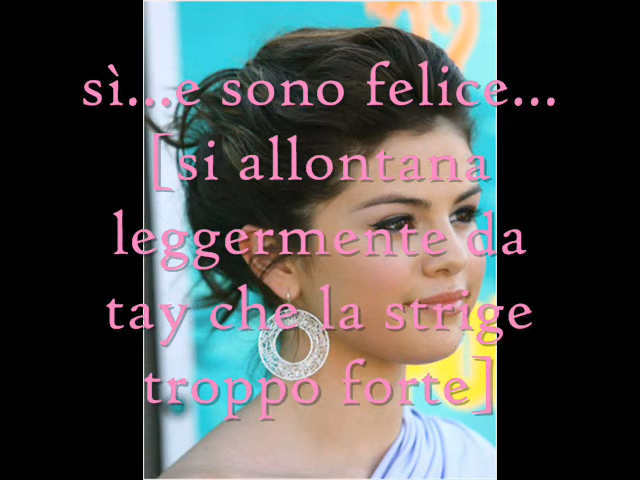 sì...e sono felice...
[si allontana
leggermente da
tay che la strige
troppo forte]